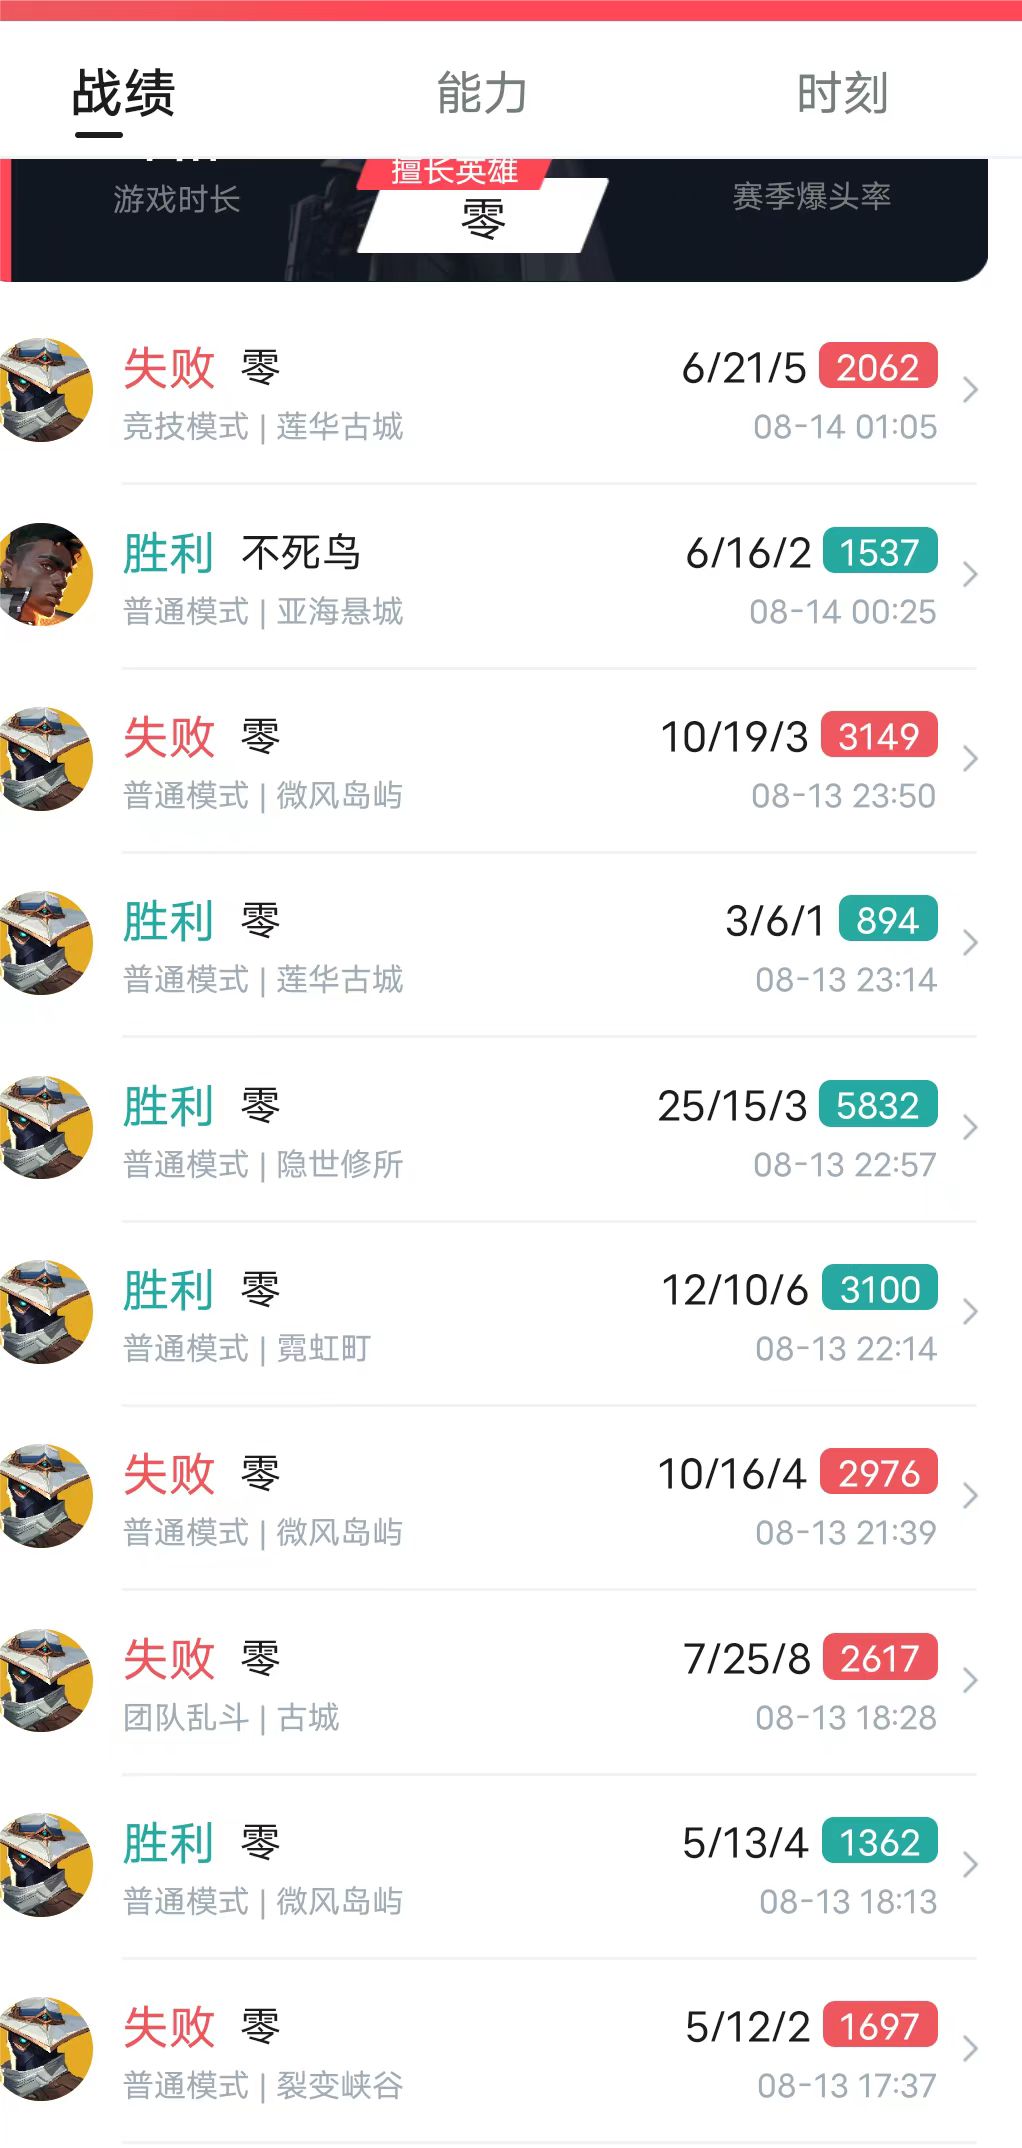 战绩 能力 时刻
擅长英雄
游戏时长 零 赛季爆头率
失败 零 6/21/5 2062
竞技模式 | 莲华古城 08-14 01:05
胜利 不死鸟 6/16/2 1537
普通模式 | 亚海悬城 08-14 00:25
失败 零 10/19/3 3149
普通模式 | 微风岛屿 08-13 23:50
胜利 零 3/6/1 894
普通模式 | 莲华古城 08-13 23:14
胜利 零 25/15/3 5832
普通模式 | 隐世修所 08-13 22:57
胜利 零 12/10/6 3100
普通模式 | 霓虹町 08-13 22:14
失败 零 10/16/4 2976
普通模式 | 微风岛屿 08-13 21:39
失败 零 7/25/8 2617
团队乱斗 | 古城 08-13 18:28
胜利 零 5/13/4 1362
普通模式 | 微风岛屿 08-13 18:13
失败 零 5/12/2 1697
普通模式 | 裂变峡谷 08-13 17:37